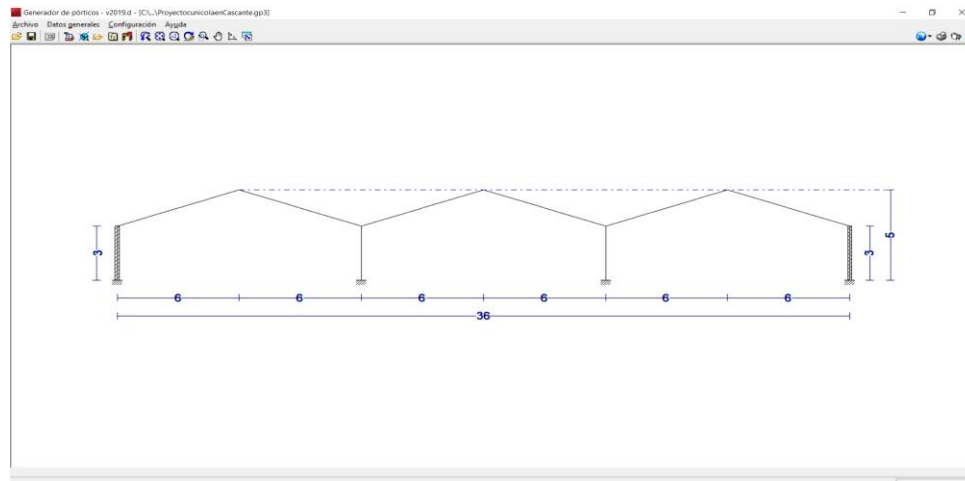 Generador de pórticos - v2019.d - [C:\...\ProyectocunicolaenCascante.gp3]
Archivo Datos generales Configuración Ayuda
3
3
5
6 6 6 6 6 6
36